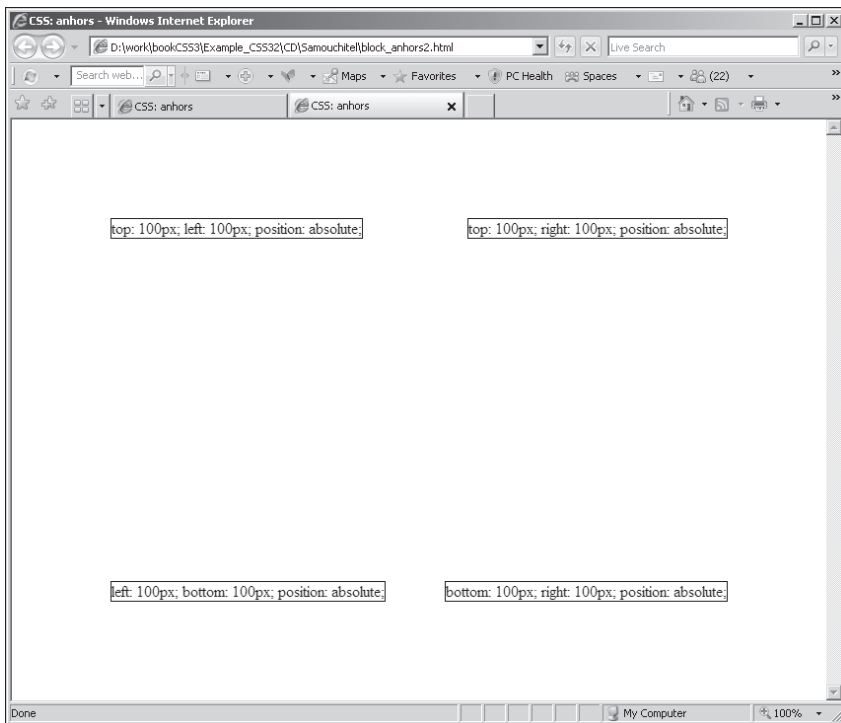 CSS: anhors - Windows Internet Explorer
D:\work\bookCSS3\Example_CSS32\CD\Samouchitel\block_anhors2.html
Live Search
Search web...
Maps
Favorites
PC Health
Spaces
(22)
CSS: anhors
CSS: anhors
top: 100px; left: 100px; position: absolute;
top: 100px; right: 100px; position: absolute;
left: 100px; bottom: 100px; position: absolute;
bottom: 100px; right: 100px; position: absolute;
Done
My Computer
100%